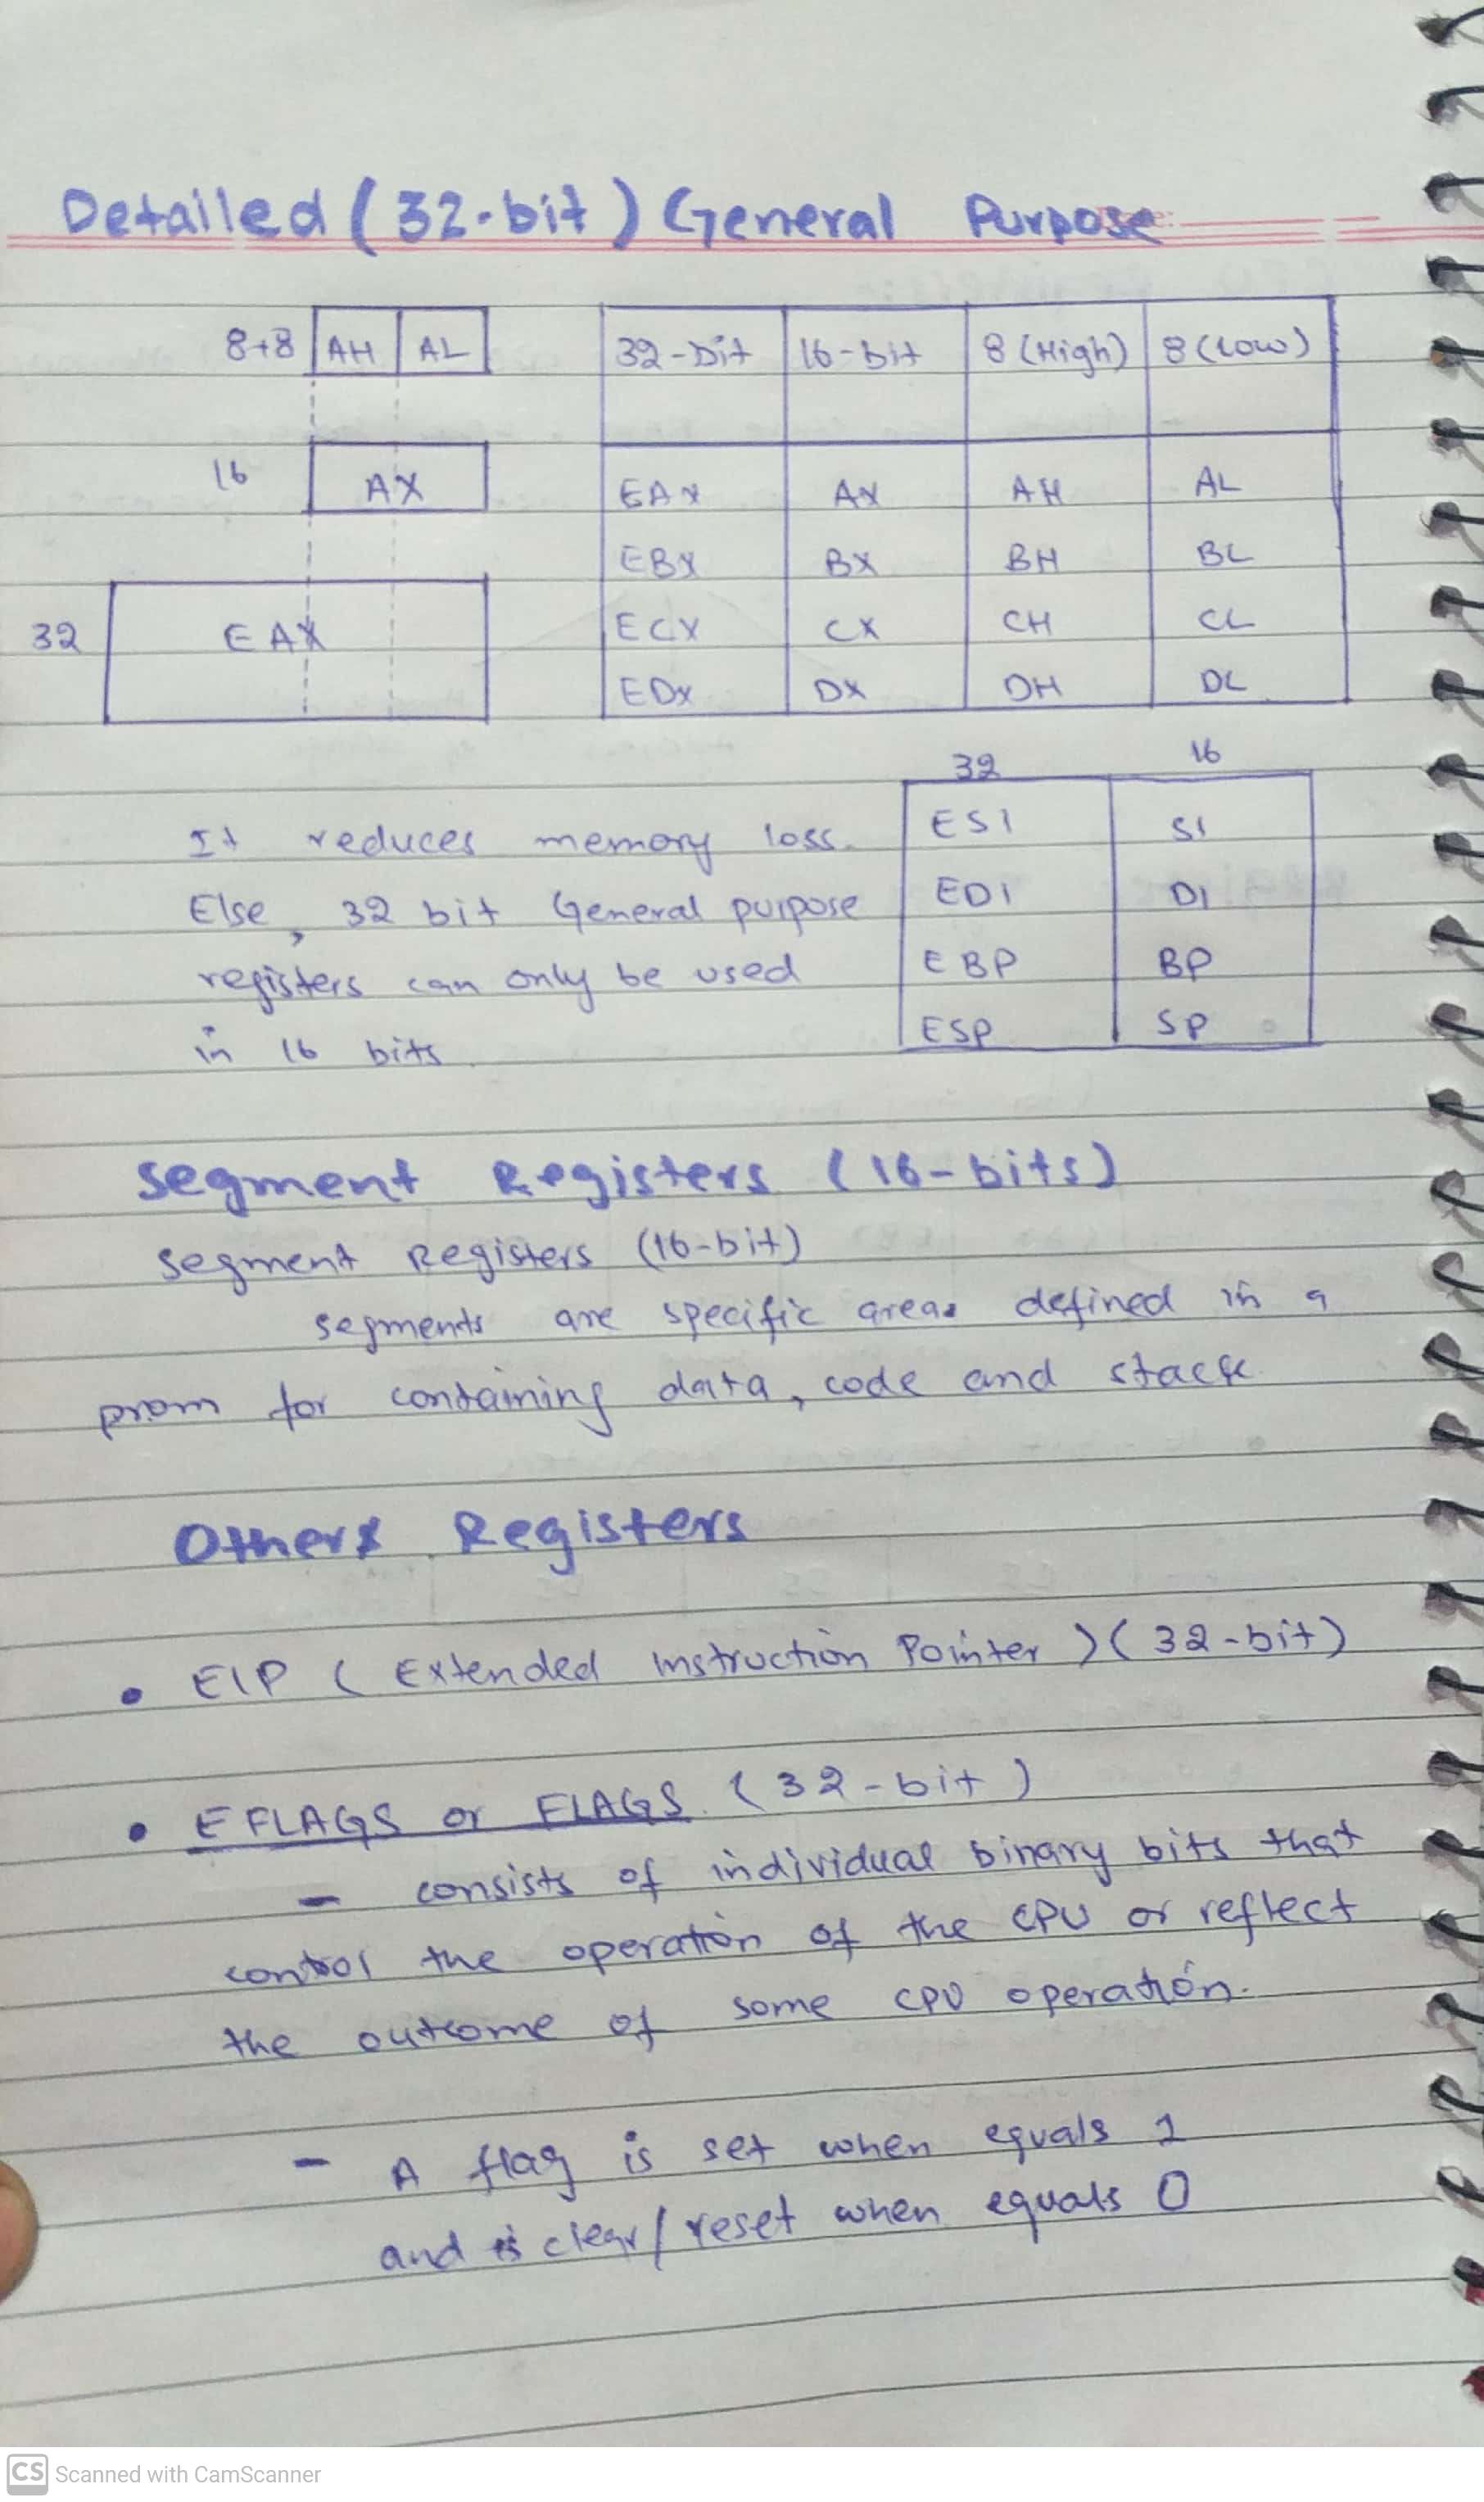 Detailed (32-bit) General Purpose
8+8 AH AL
16 AX
32 EAX
32-bit 16-bit 8 (High) 8 (Low)
EAX AX AH AL
EBX BX BH BL
ECX CX CH CL
EDX DX DH DL
32 16
ESI SI
EDI DI
EBP BP
ESP SP
It reduces memory loss.
Else, 32 bit General purpose
registers can only be used
in 16 bits
Segment Registers (16-bits)
Segment Registers (16-bit)
segments are specific areas defined in a
prom for containing data, code and stack
Others Registers
• EIP ( Extended Instruction Pointer ) ( 32-bit )
• EFLAGS or FLAGS. ( 32-bit )
- consists of individual binary bits that
control the operation of the CPU or reflect
the outcome of some CPU operation.
- A flag is set when equals 1
and is clear/reset when equals 0
CS Scanned with CamScanner